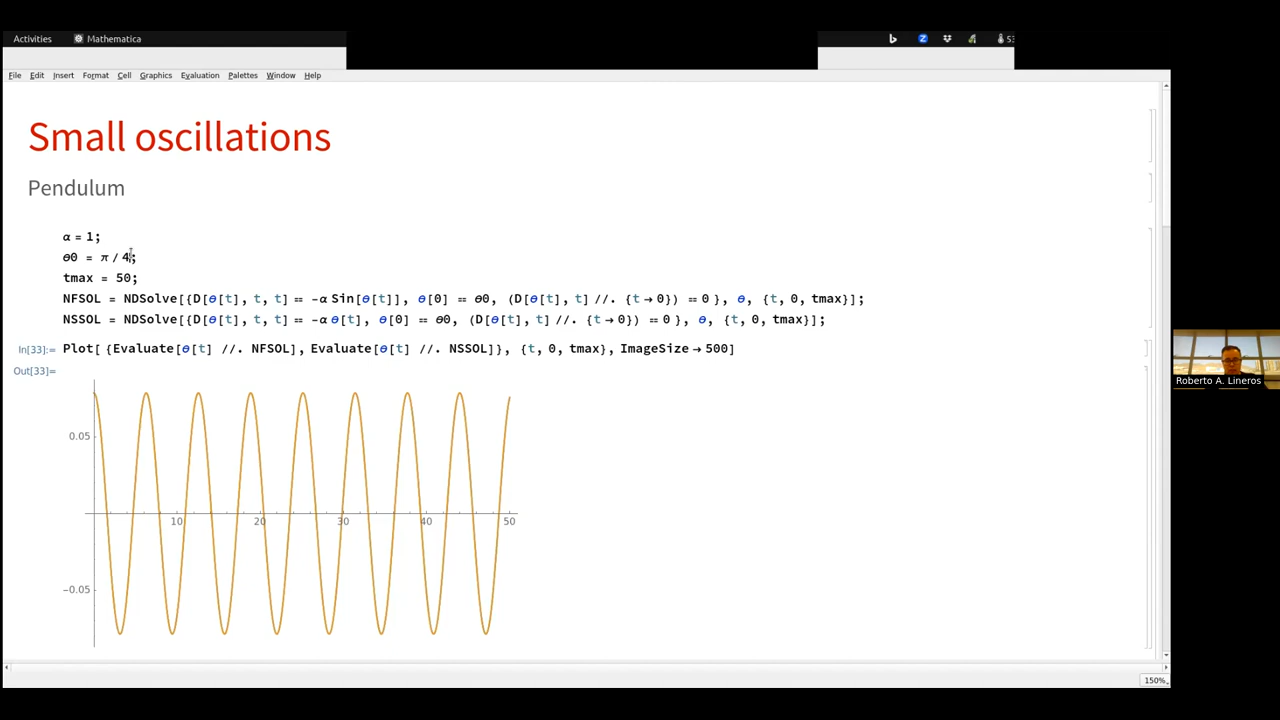 Activities Mathematica 53
File Edit Insert Format Cell Graphics Evaluation Palettes Window Help
Small oscillations
Pendulum
α = 1;
θ0 = π / 4;
tmax = 50;
NFSOL = NDSolve[{D[θ[t], t, t] == -α Sin[θ[t]], θ[0] == θ0, (D[θ[t], t] //. {t → 0}) == 0 }, θ, {t, 0, tmax}];
NSSOL = NDSolve[{D[θ[t], t, t] == -α θ[t], θ[0] == θ0, (D[θ[t], t] //. {t → 0}) == 0 }, θ, {t, 0, tmax}];
In[33]:= Plot[ {Evaluate[θ[t] //. NFSOL], Evaluate[θ[t] //. NSSOL]}, {t, 0, tmax}, ImageSize → 500]
Out[33]=
0.05
10 20 30 40 50
-0.05
Roberto A. Lineros
150%